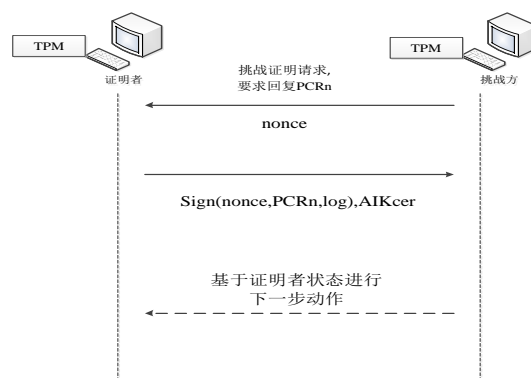 TPM
证明者
TPM
挑战方
挑战证明请求,
要求回复PCRn
nonce
Sign(nonce,PCRn,log),AIKcer
基于证明者状态进行
下一步动作